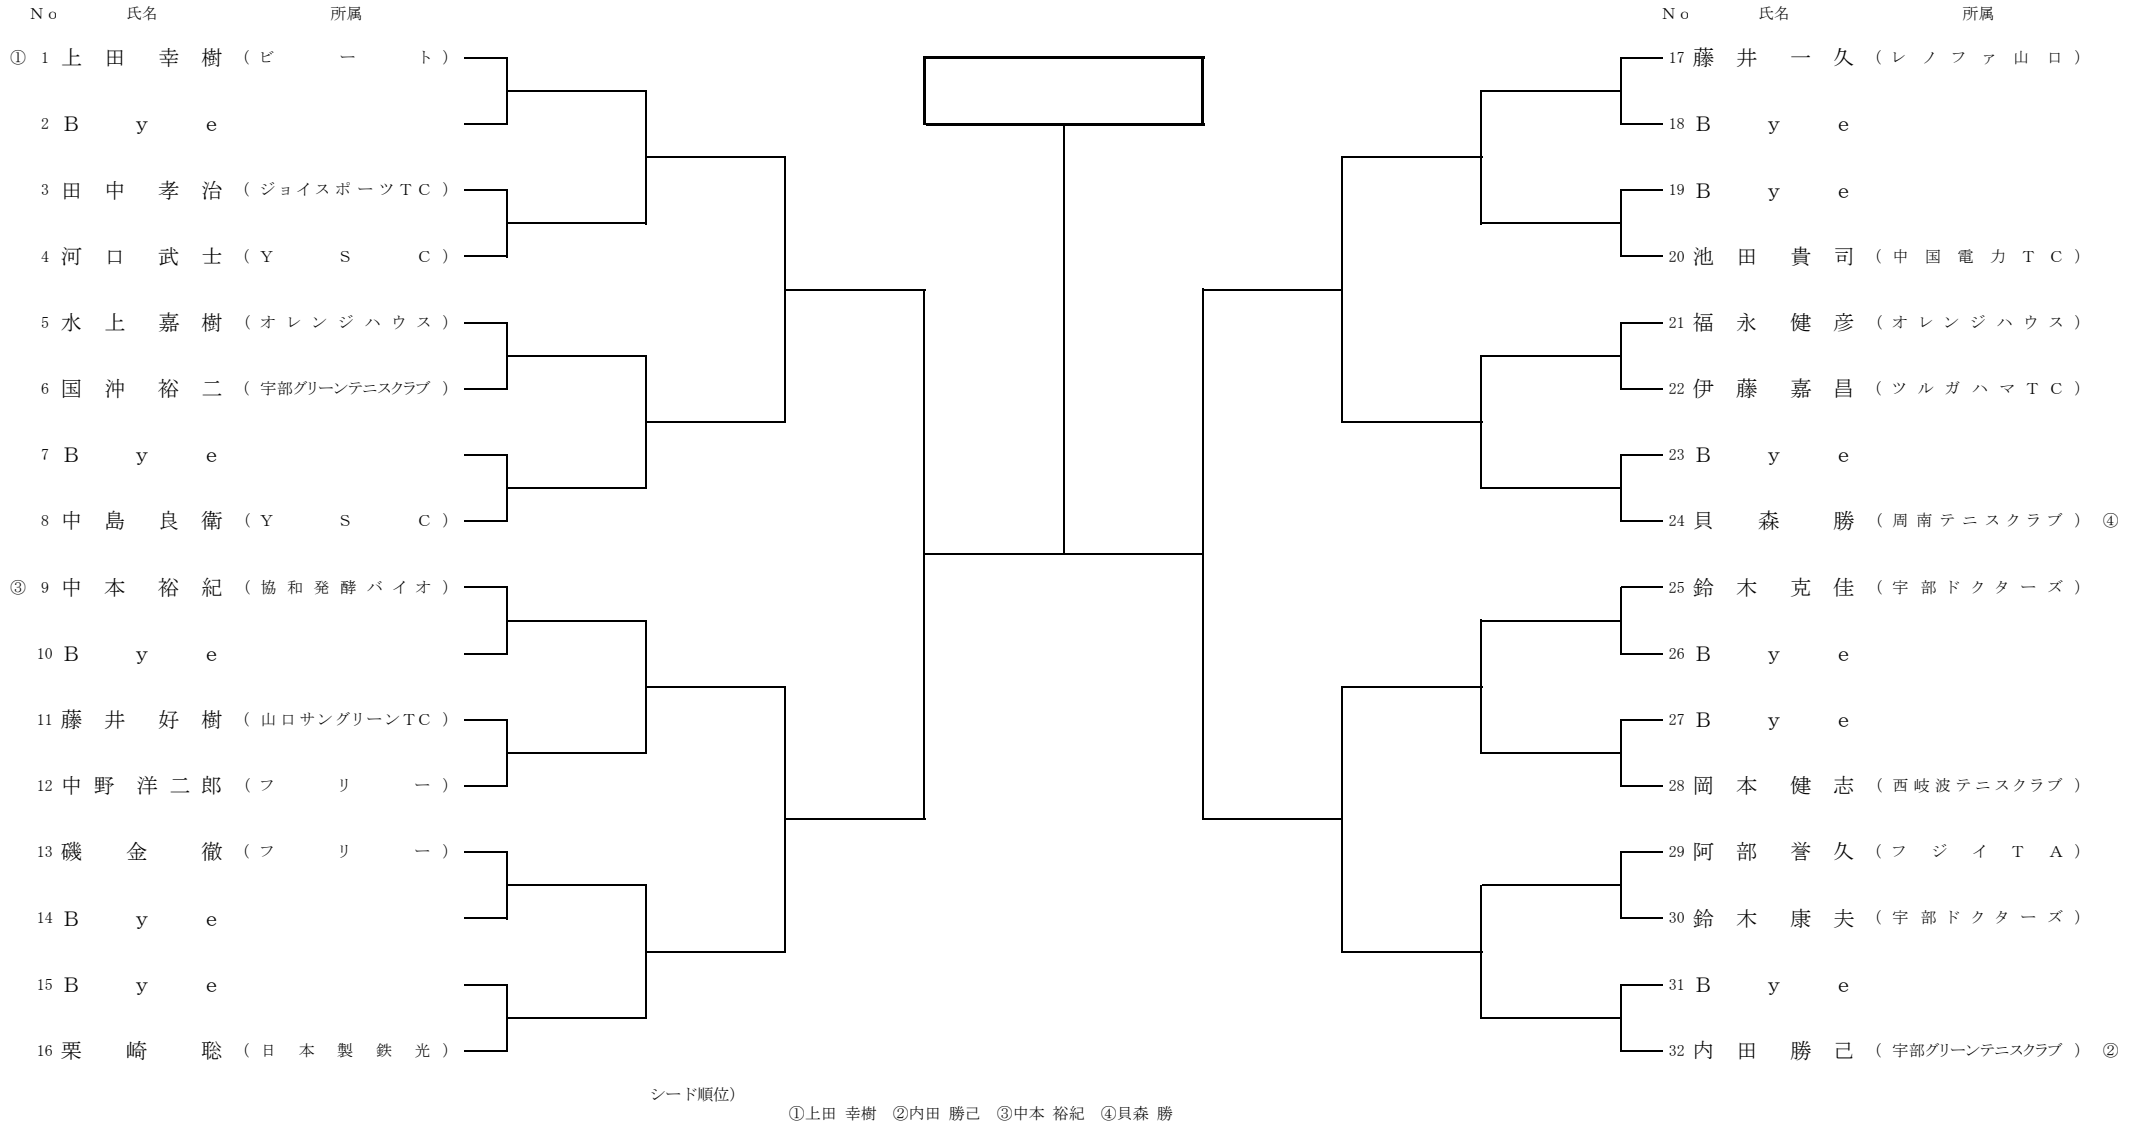 No 氏名 所属
① 1 上田 幸樹 (ビート)
2 Bye
3 田中 孝治 (ジョイスポーツTC)
4 河口 武士 (YSC)
5 水上 嘉樹 (オレンジハウス)
6 国沖 裕二 (宇部グリーンテニスクラブ)
7 Bye
8 中島 良衛 (YSC)
③ 9 中本 裕紀 (協和発酵バイオ)
10 Bye
11 藤井 好樹 (山口サングリーンTC)
12 中野 洋二郎 (フリー)
13 磯金 徹 (フリー)
14 Bye
15 Bye
16 栗崎 聡 (日本製鉄光)
No 氏名 所属
17 藤井 一久 (レノファ山口)
18 Bye
19 Bye
20 池田 貴司 (中国電力TC)
21 福永 健彦 (オレンジハウス)
22 伊藤 嘉昌 (ツルガハマTC)
23 Bye
24 貝森 勝 (周南テニスクラブ) ④
25 鈴木 克佳 (宇部ドクターズ)
26 Bye
27 Bye
28 岡本 健志 (西岐波テニスクラブ)
29 阿部 誉久 (フジイTA)
30 鈴木 康夫 (宇部ドクターズ)
31 Bye
32 内田 勝己 (宇部グリーンテニスクラブ) ②
シード順位)
①上田 幸樹 ②内田 勝己 ③中本 裕紀 ④貝森 勝